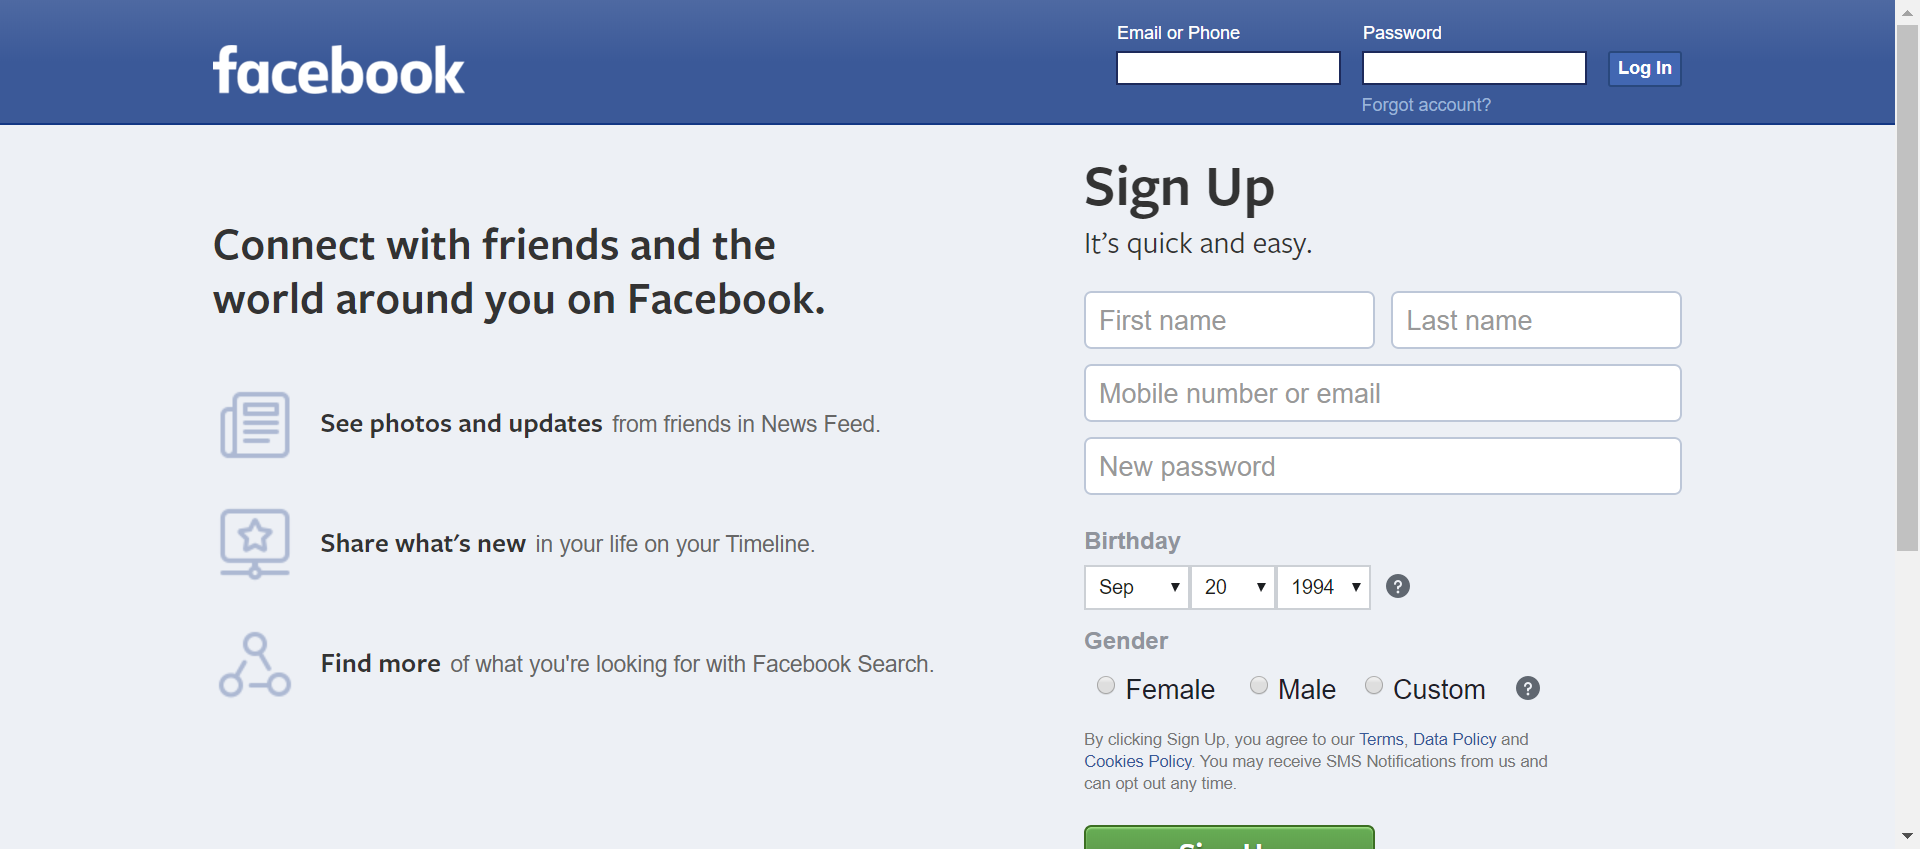 facebook
Email or Phone
Password
Log In
Forgot account?
Connect with friends and the
world around you on Facebook.
See photos and updates from friends in News Feed.
Share what's new in your life on your Timeline.
Find more of what you're looking for with Facebook Search.
Sign Up
It’s quick and easy.
First name
Last name
Mobile number or email
New password
Birthday
Sep 20 1994 ?
Gender
Female Male Custom ?
By clicking Sign Up, you agree to our Terms, Data Policy and
Cookies Policy. You may receive SMS Notifications from us and
can opt out any time.
Sign Up